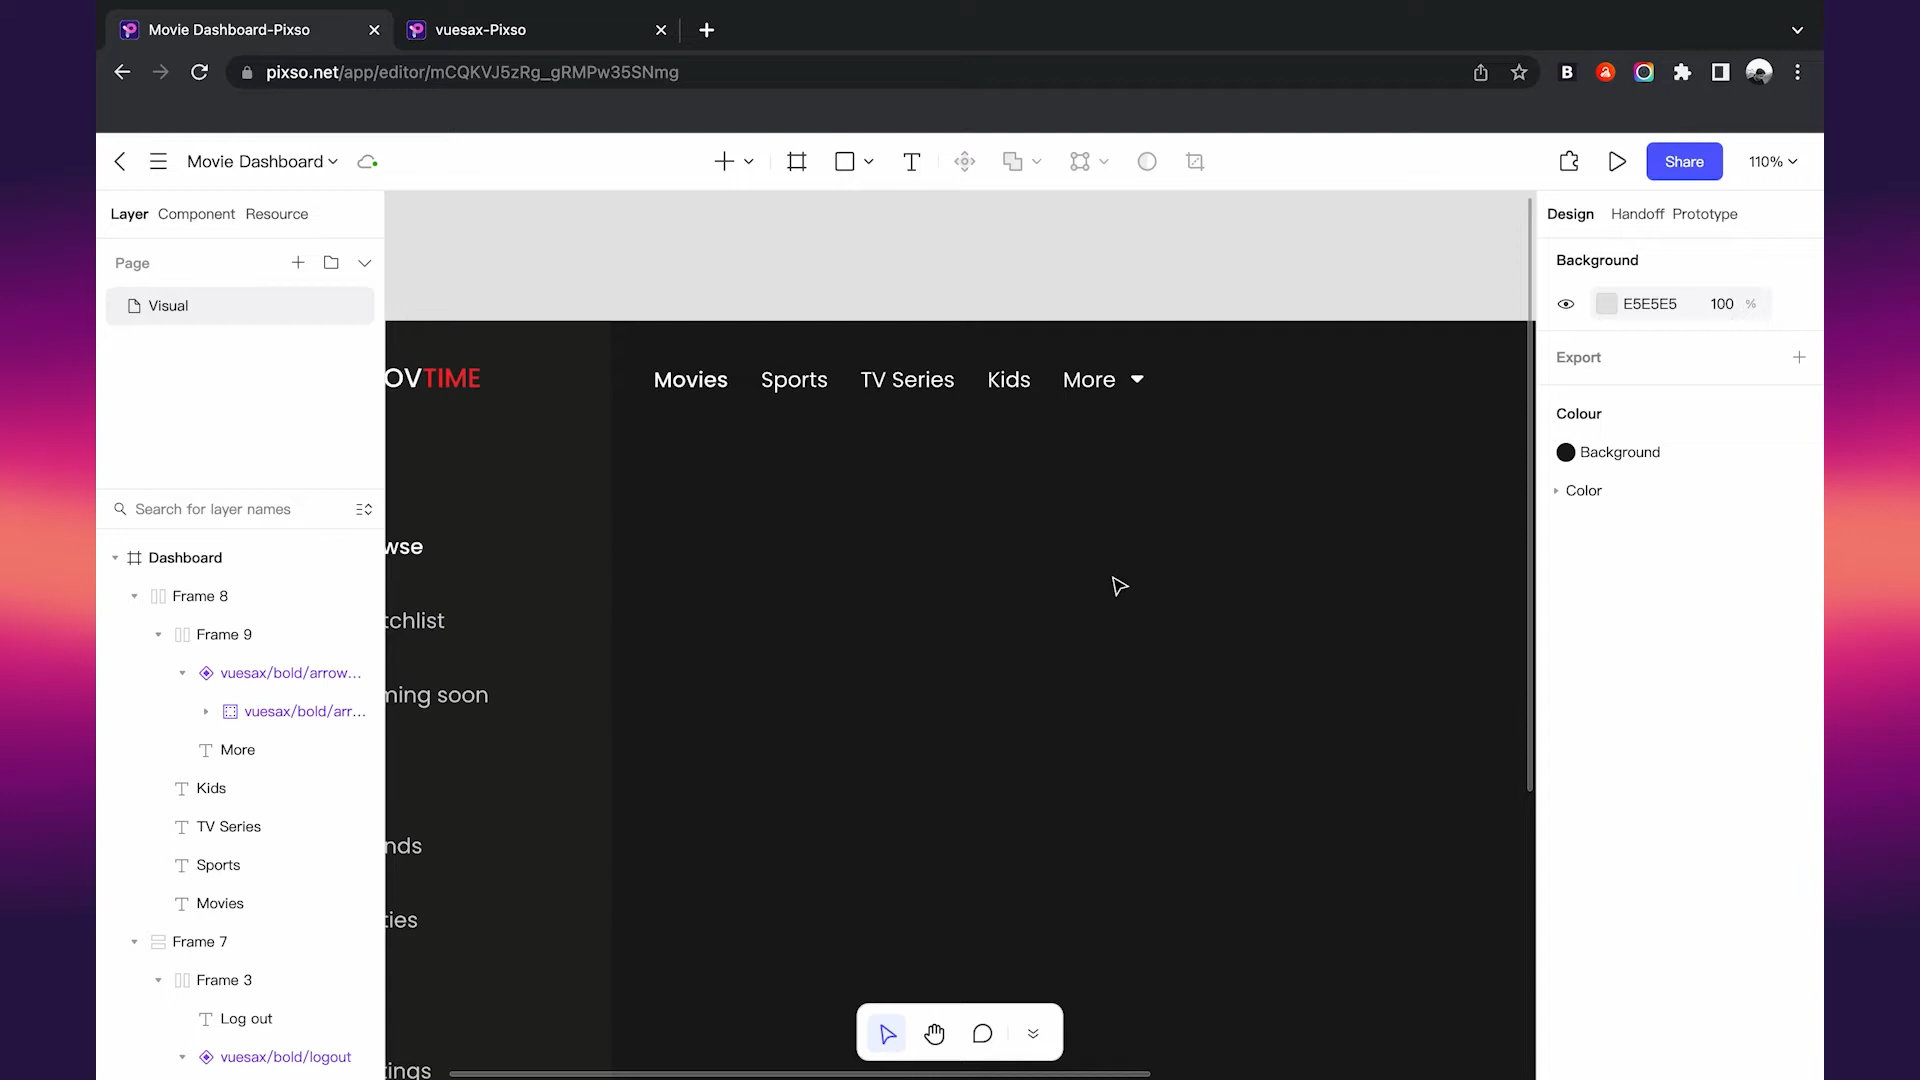 Movie Dashboard-Pixso
vuesax-Pixso
pixso.net/app/editor/mCQKVJ5zRg_gRMPw35SNmg
B
Movie Dashboard
Share
110%
Layer Component Resource
Design Handoff Prototype
Page
Visual
Background
E5E5E5 100 %
Export
Colour
Background
Color
Search for layer names
Dashboard
Frame 8
Frame 9
vuesax/bold/arrow...
vuesax/bold/arr...
More
Kids
TV Series
Sports
Movies
Frame 7
Frame 3
Log out
vuesax/bold/logout
OVTIME
Movies Sports TV Series Kids More
wse
tchlist
ming soon
nds
ties
tings